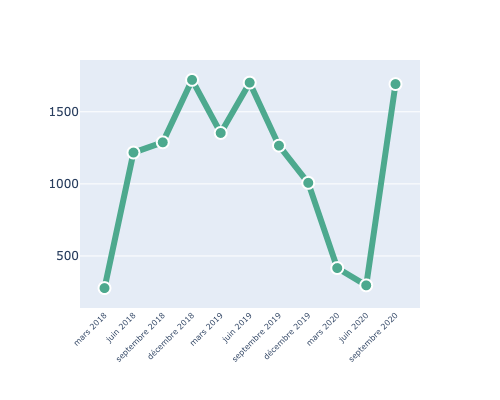 1500
1000
500
mars 2018
juin 2018
septembre 2018
décembre 2018
mars 2019
juin 2019
septembre 2019
décembre 2019
mars 2020
juin 2020
septembre 2020